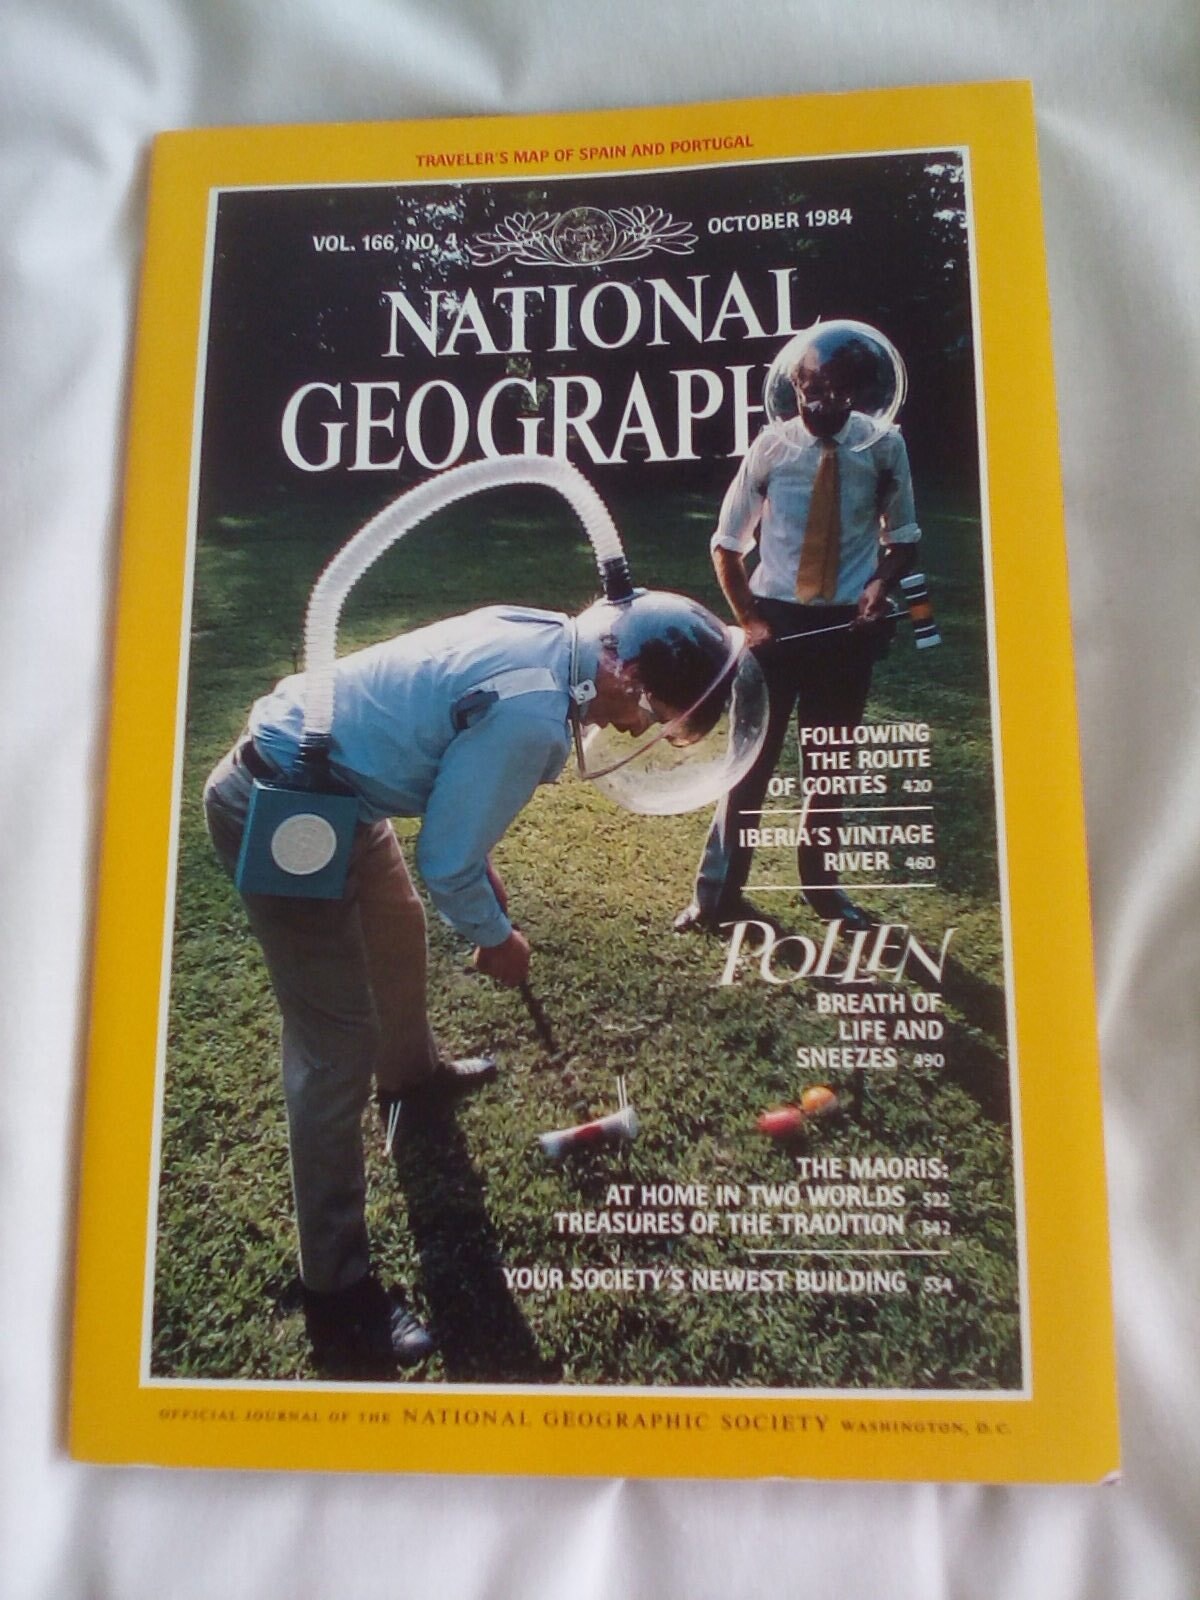 TRAVELER'S MAP OF SPAIN AND PORTUGAL
VOL. 166, NO. 4
OCTOBER 1984
NATIONAL
GEOGRAPH
FOLLOWING
THE ROUTE
OF CORTÉS 420
IBERIA'S VINTAGE
RIVER 460
POLLEN
BREATH OF
LIFE AND
SNEEZES 490
THE MAORIS:
AT HOME IN TWO WORLDS 522
TREASURES OF THE TRADITION 542
YOUR SOCIETY'S NEWEST BUILDING 554
OFFICIAL JOURNAL OF THE NATIONAL GEOGRAPHIC SOCIETY WASHINGTON, D.C.